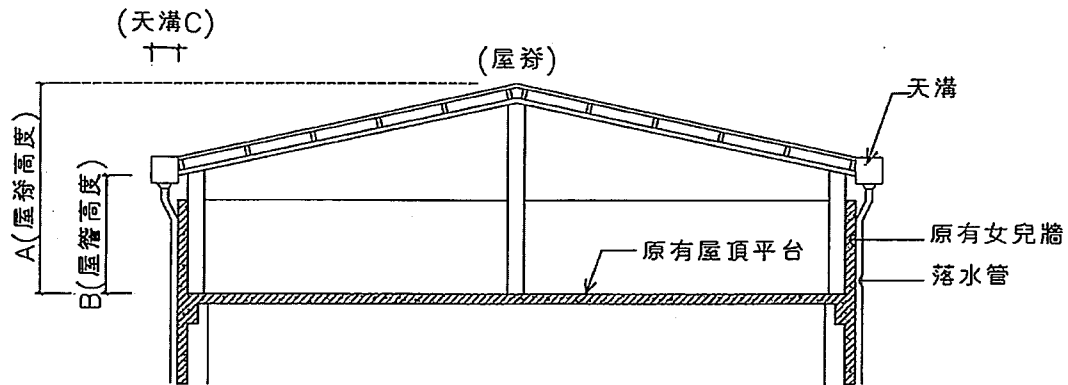 (天溝C)
(屋脊)
天溝
A(屋脊高度)
B(屋簷高度)
原有屋頂平台
原有女兒牆
落水管